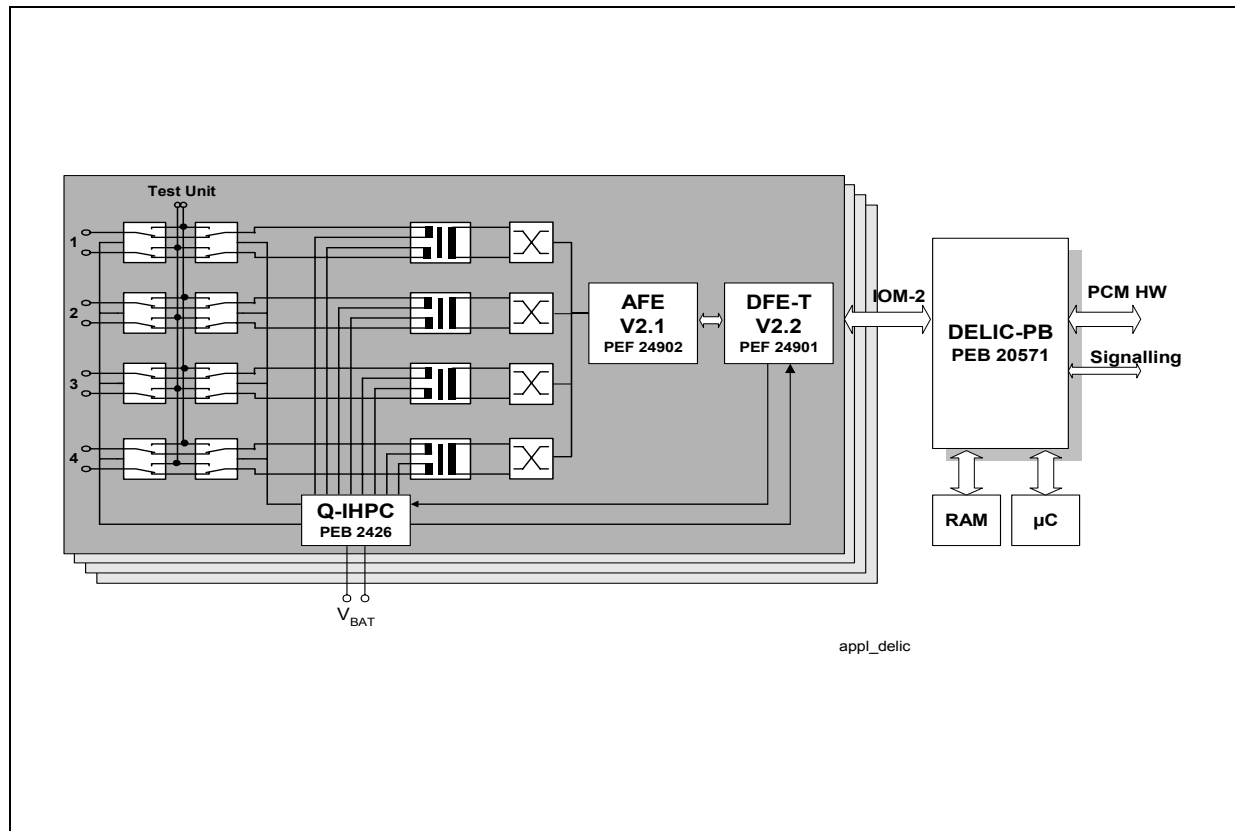 Test Unit
1
2
3
4
AFE
V2.1
PEF 24902
DFE-T
V2.2
PEF 24901
IOM-2
DELIC-PB
PEB 20571
PCM HW
Signalling
Q-IHPC
PEB 2426
RAM
µC
VBAT
appl_delic